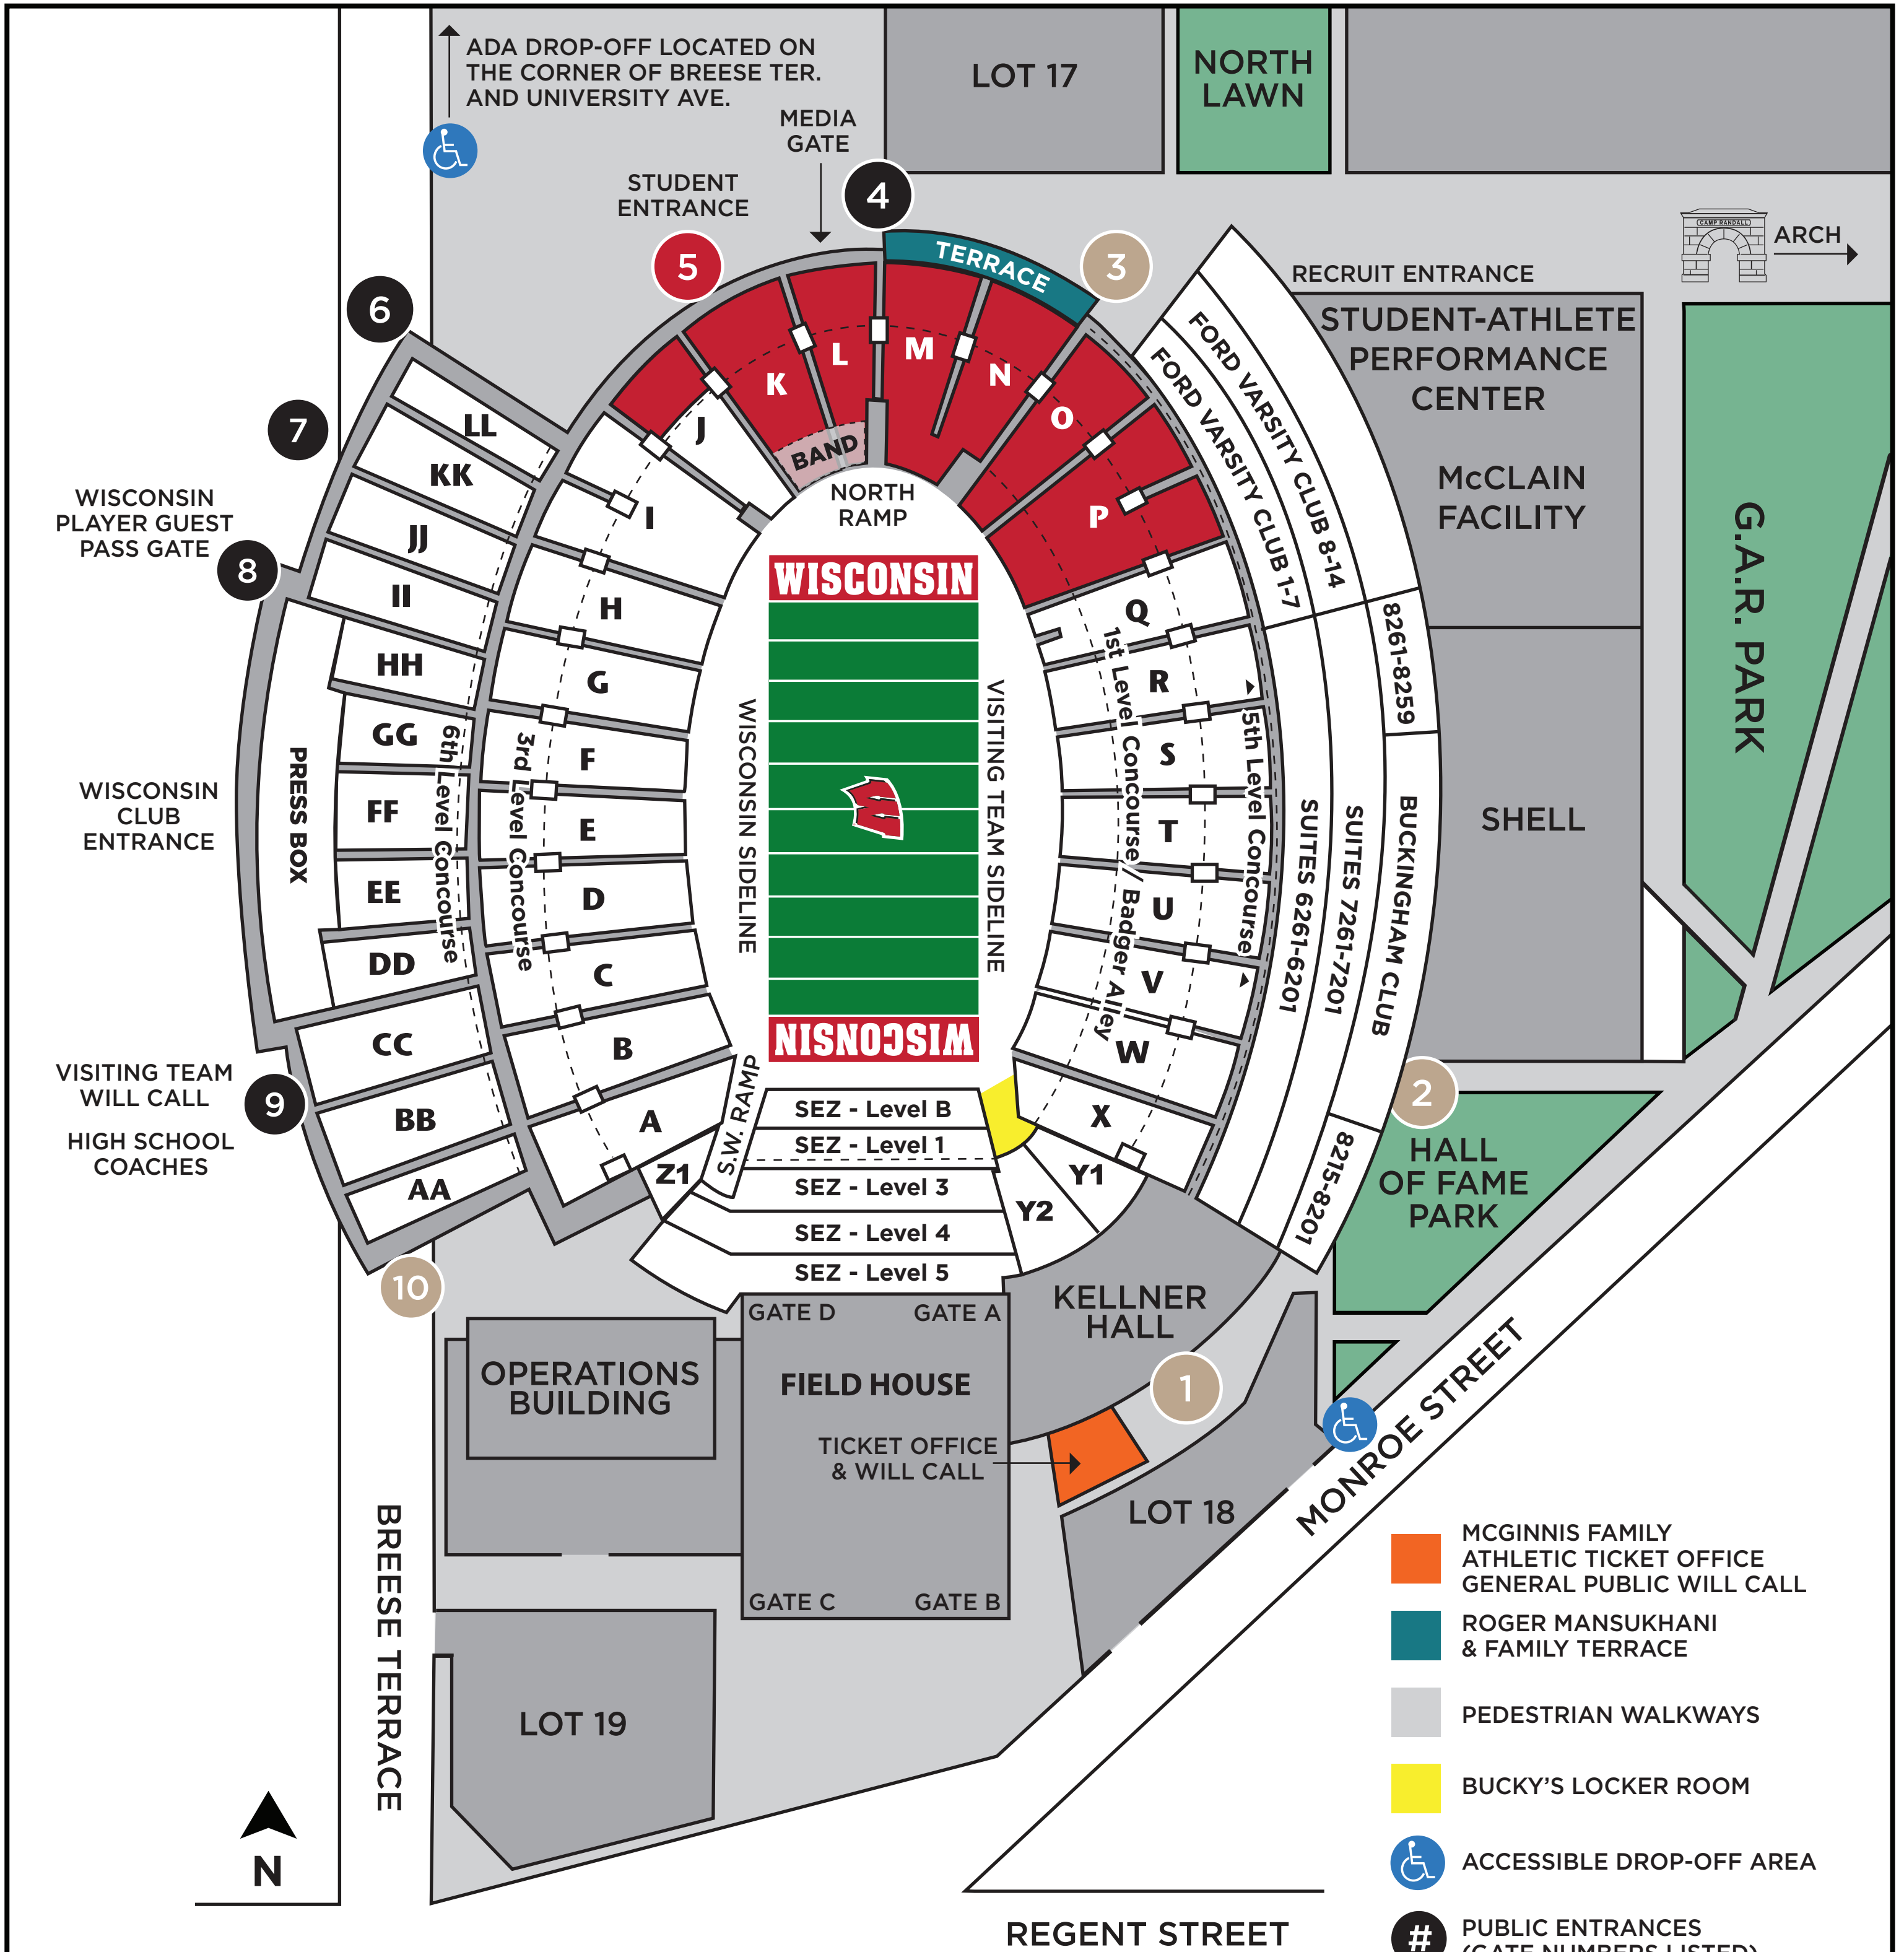 ADA DROP-OFF LOCATED ON
THE CORNER OF BREESE TER.
AND UNIVERSITY AVE.
MEDIA
GATE
STUDENT
ENTRANCE
LOT 17
NORTH
LAWN
4
5
3
6
7
8
9
10
TERRACE
CAMP RANDALL
ARCH
RECRUIT ENTRANCE
STUDENT-ATHLETE
PERFORMANCE
CENTER
McCLAIN
FACILITY
G.A.R. PARK
SHELL
FORD VARSITY CLUB 8-14
FORD VARSITY CLUB 1-7
8261-8259
BUCKINGHAM CLUB
SUITES 7261-7201
SUITES 6261-6201
8215-8201
5th Level Concourse
1st Level Concourse / Badger Alley
WISCONSIN
PLAYER GUEST
PASS GATE
WISCONSIN
CLUB
ENTRANCE
VISITING TEAM
WILL CALL
HIGH SCHOOL
COACHES
LL
KK
JJ
II
HH
GG
FF
EE
DD
CC
BB
AA
PRESS BOX
6th Level Concourse
3rd Level Concourse
K
L
M
N
O
J
P
I
H
G
F
E
D
C
B
A
Q
R
S
T
U
V
W
X
BAND
NORTH
RAMP
WISCONSIN
WISCONSIN SIDELINE
VISITING TEAM SIDELINE
W
WISCONSIN
S.W. RAMP
Z1
SEZ - Level B
SEZ - Level 1
SEZ - Level 3
SEZ - Level 4
SEZ - Level 5
Y1
Y2
2
HALL
OF FAME
PARK
KELLNER
HALL
1
GATE D
GATE A
FIELD HOUSE
TICKET OFFICE
& WILL CALL
GATE C
GATE B
OPERATIONS
BUILDING
LOT 18
LOT 19
BREESE TERRACE
MONROE STREET
REGENT STREET
N
MCGINNIS FAMILY
ATHLETIC TICKET OFFICE
GENERAL PUBLIC WILL CALL
ROGER MANSUKHANI
& FAMILY TERRACE
PEDESTRIAN WALKWAYS
BUCKY'S LOCKER ROOM
ACCESSIBLE DROP-OFF AREA
#
PUBLIC ENTRANCES
(GATE NUMBERS LISTED)